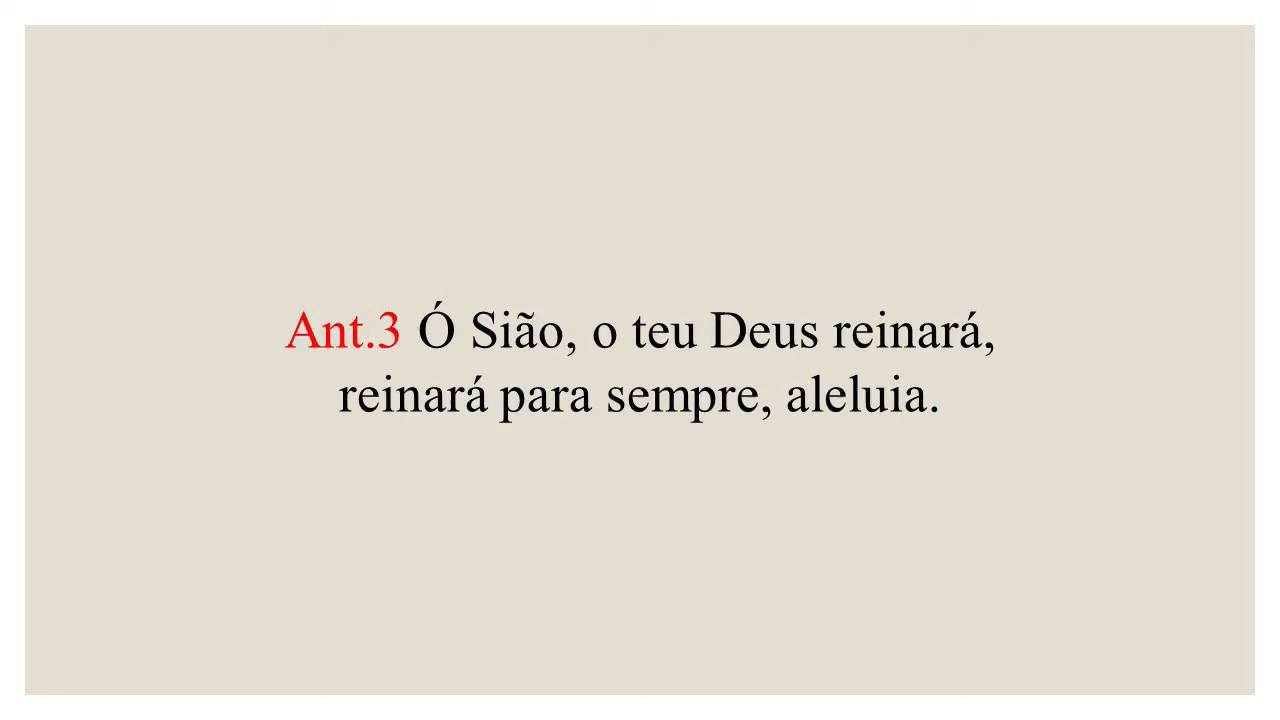 Ant.3 Ó Sião, o teu Deus reinará,
reinará para sempre, aleluia.